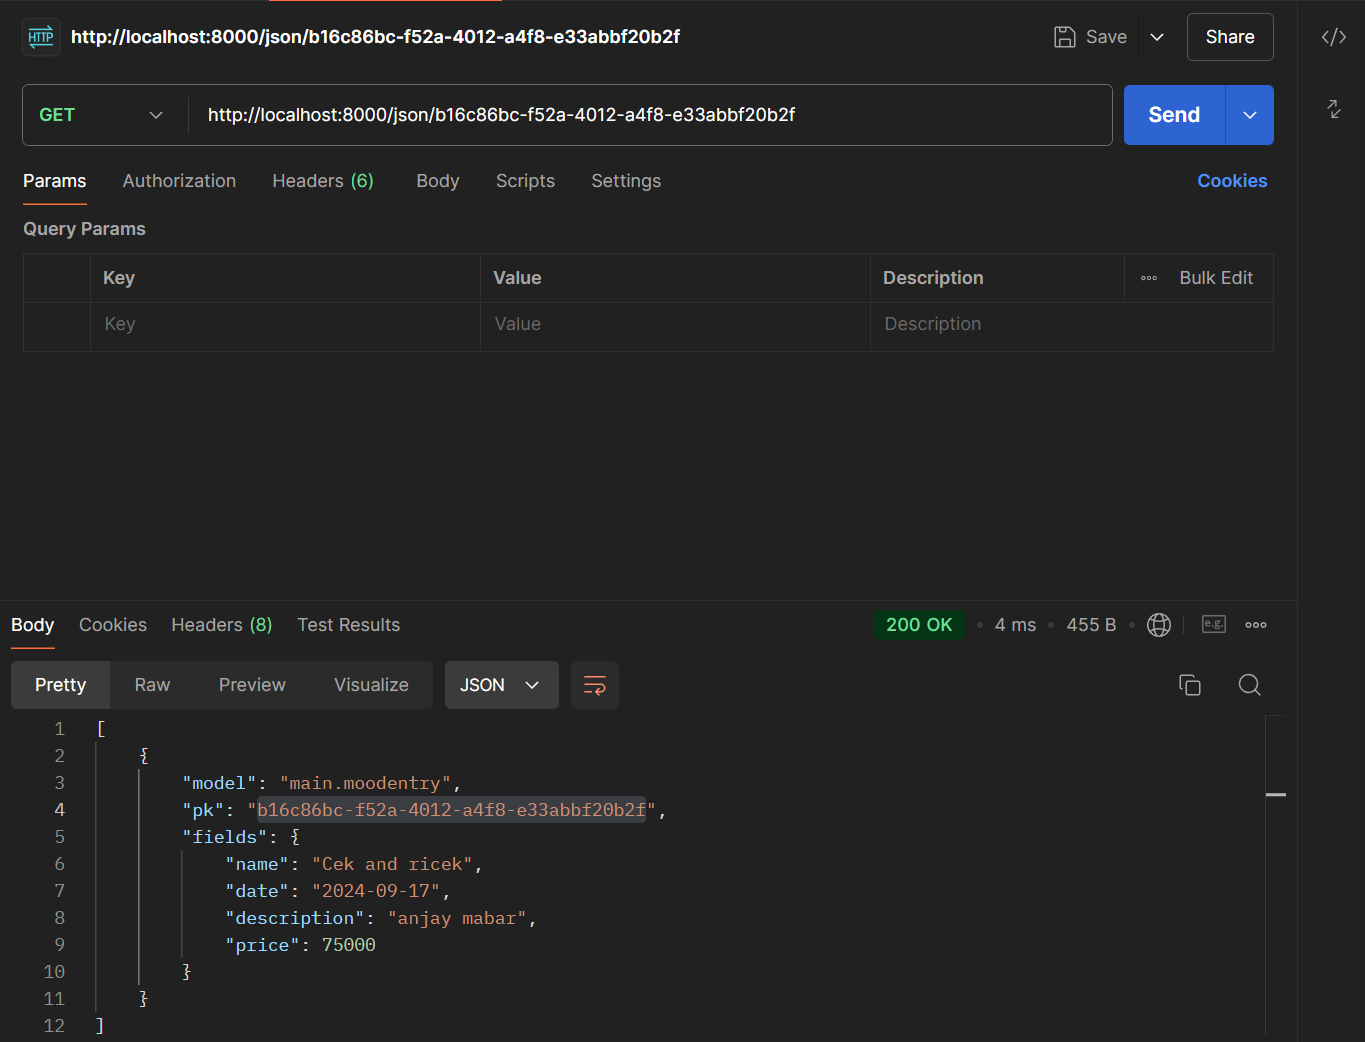 HTTP http://localhost:8000/json/b16c86bc-f52a-4012-a4f8-e33abbf20b2f Save Share
GET http://localhost:8000/json/b16c86bc-f52a-4012-a4f8-e33abbf20b2f Send
Params Authorization Headers (6) Body Scripts Settings Cookies
Query Params
Key Value Description Bulk Edit
Key Value Description
Body Cookies Headers (8) Test Results 200 OK 4 ms 455 B e.g.
Pretty Raw Preview Visualize JSON
1 [
2 {
3 "model": "main.moodentry",
4 "pk": "b16c86bc-f52a-4012-a4f8-e33abbf20b2f",
5 "fields": {
6 "name": "Cek and ricek",
7 "date": "2024-09-17",
8 "description": "anjay mabar",
9 "price": 75000
10 }
11 }
12 ]